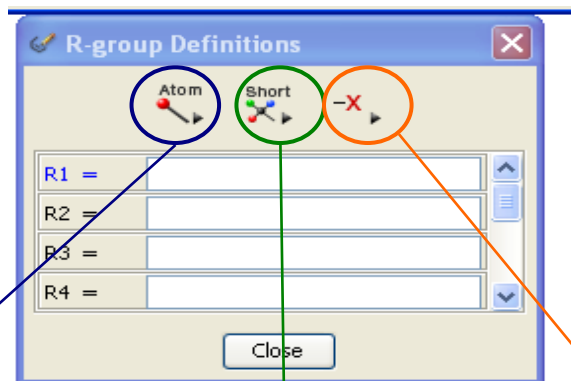 R-group Definitions
Atom Short -X
R1 =
R2 =
R3 =
R4 =
Close